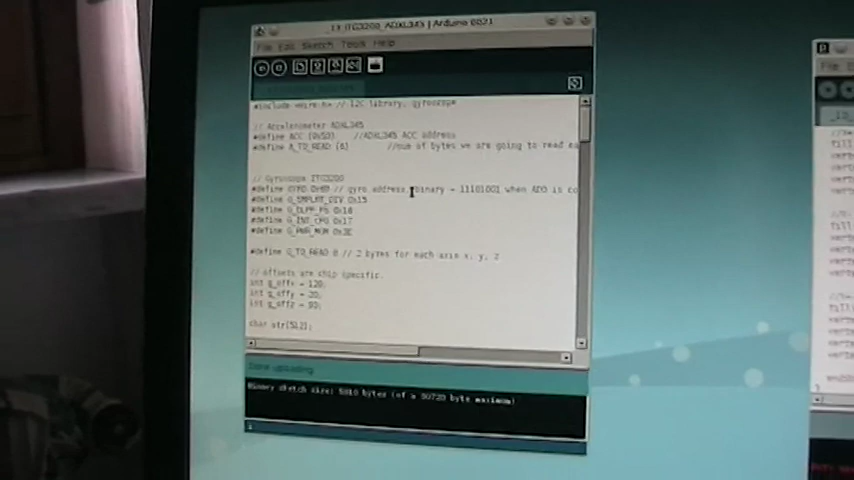 _13_ITG3200_ADXL345 | Arduino 0021
File Edit Sketch Tools Help
#include <Wire.h> // I2C library, gyroscope
// Accelerometer ADXL345
#define ACC (0x53) //ADXL345 ACC address
#define A_TO_READ (6) //num of bytes we are going to read ea
// Gyroscope ITG3200
#define GYRO // gyro address, binary = 11101001 when AD0 is co
#define G_SMPLRT_DIV 0x15
#define G_DLPF_FS 0x16
#define G_INT_CFG 0x17
#define G_PWR_MGM 0x3E
#define G_TO_READ 8 // 2 bytes for each axis x, y, z
// offsets are chip specific.
int g_offx = 120;
int g_offy = 20;
int g_offz = 93;
char str[512];
Done uploading.
Binary sketch size: bytes (of a 30720 byte maximum)
1
File